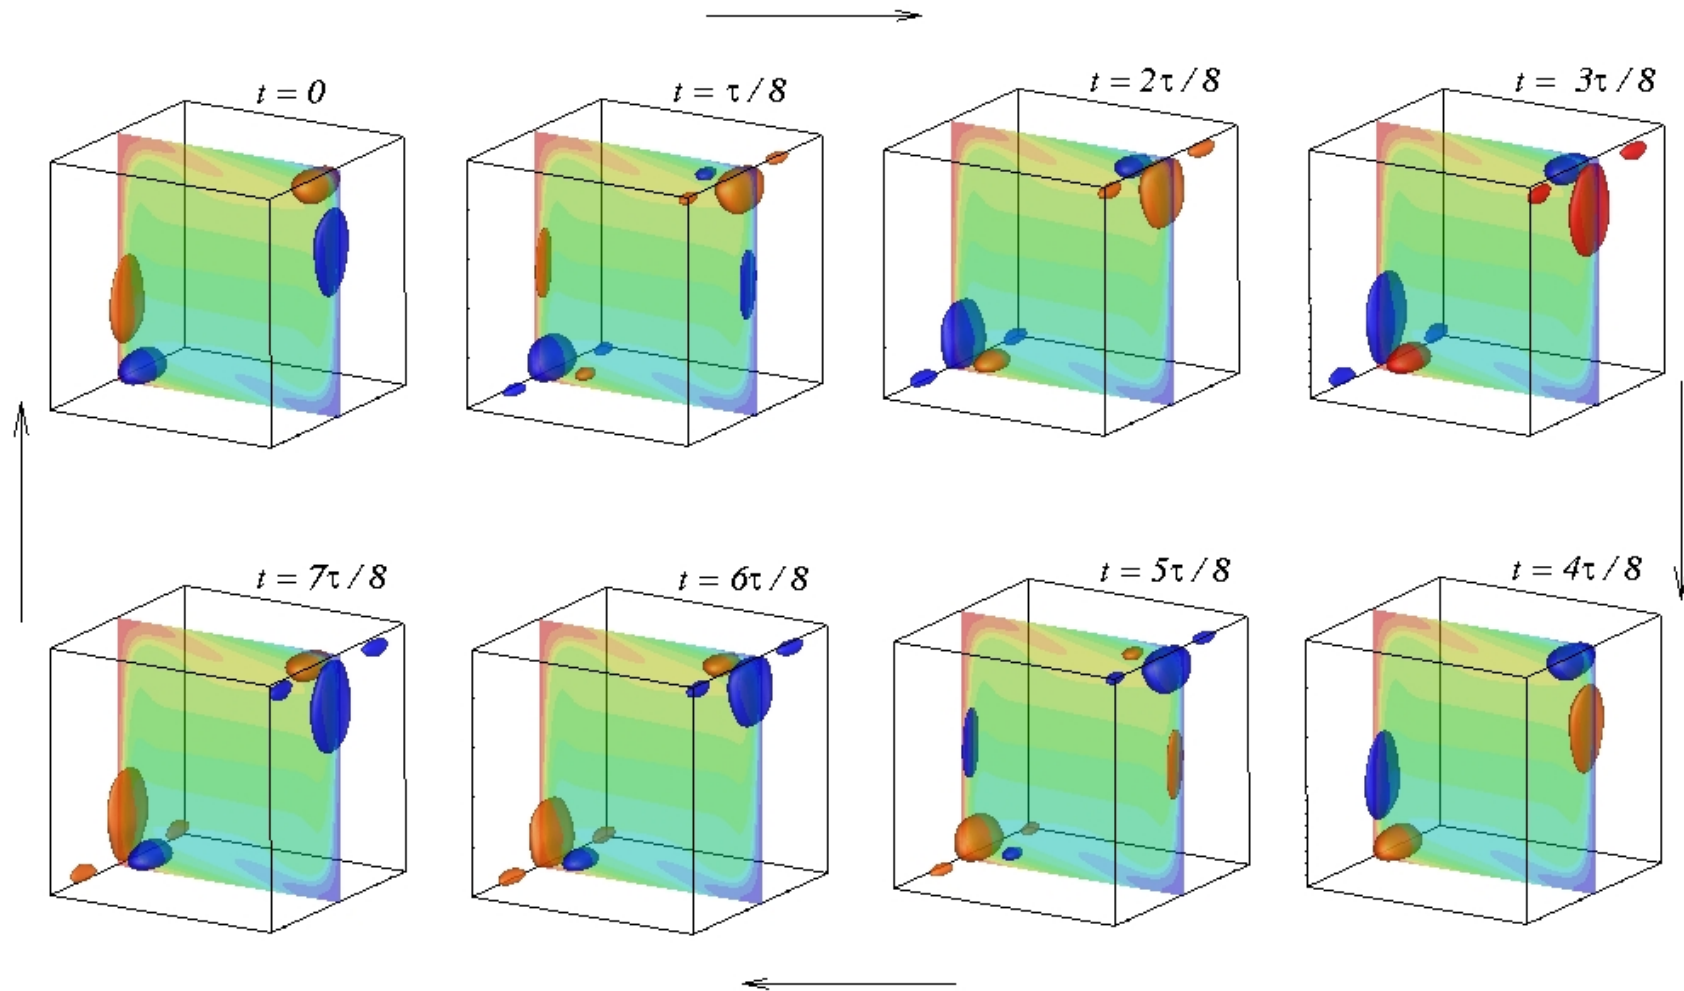 t = 0
t = τ / 8
t = 2τ / 8
t = 3τ / 8
t = 7τ / 8
t = 6τ / 8
t = 5τ / 8
t = 4τ / 8